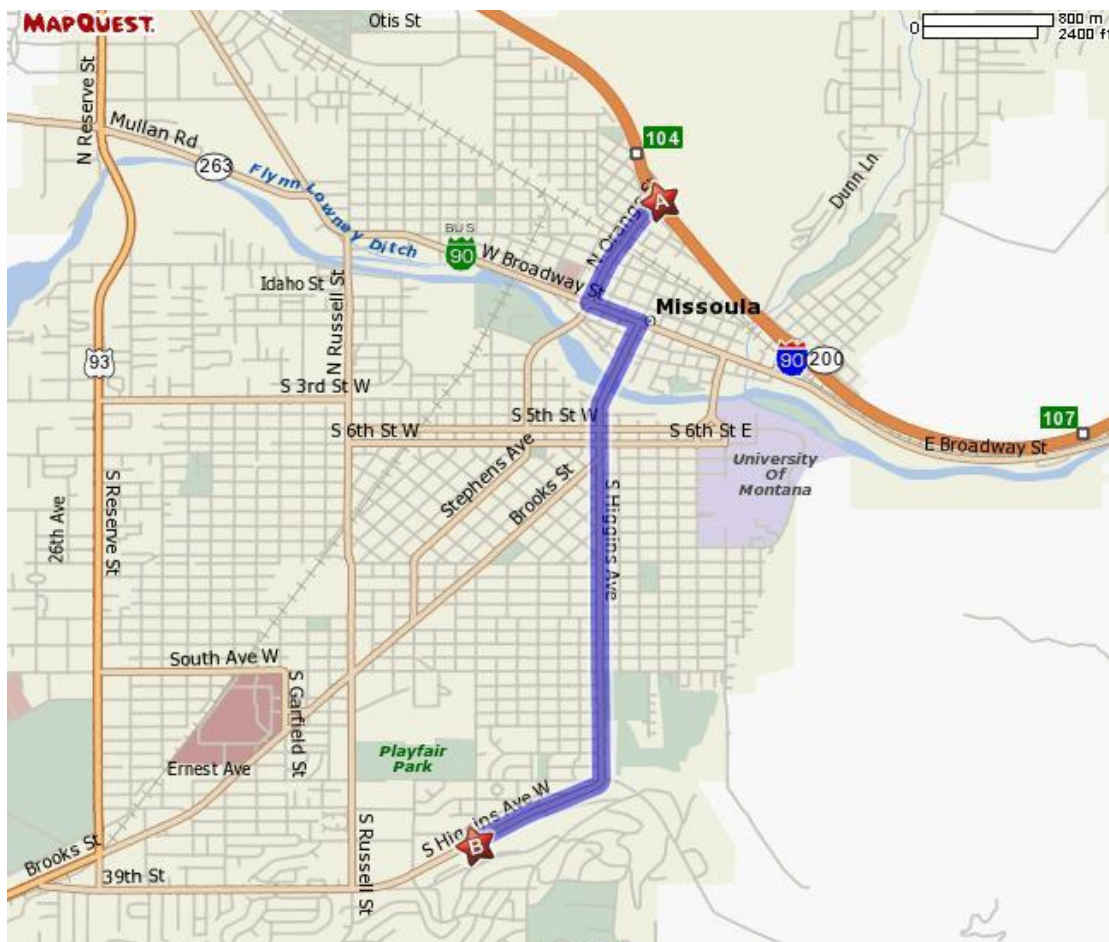 MAPQUEST.
Otis St
800 m
0
2400 ft
N Reserve St
Mullan Rd
104
263
Dunn Ln
Flynn Lowney Ditch
A
N Orange St
BUS
90
W Broadway St
Idaho St
Missoula
N Russell St
93
90
200
S 3rd St W
S 5th St W
107
S 6th St W
S 6th St E
E Broadway St
Stephens Ave
University
Of
Montana
Brooks St
S Reserve St
26th Ave
S Higgins Ave
South Ave W
S Garfield St
Playfair
Park
Ernest Ave
S Higgins Ave W
B
Brooks St
S Russell St
39th St